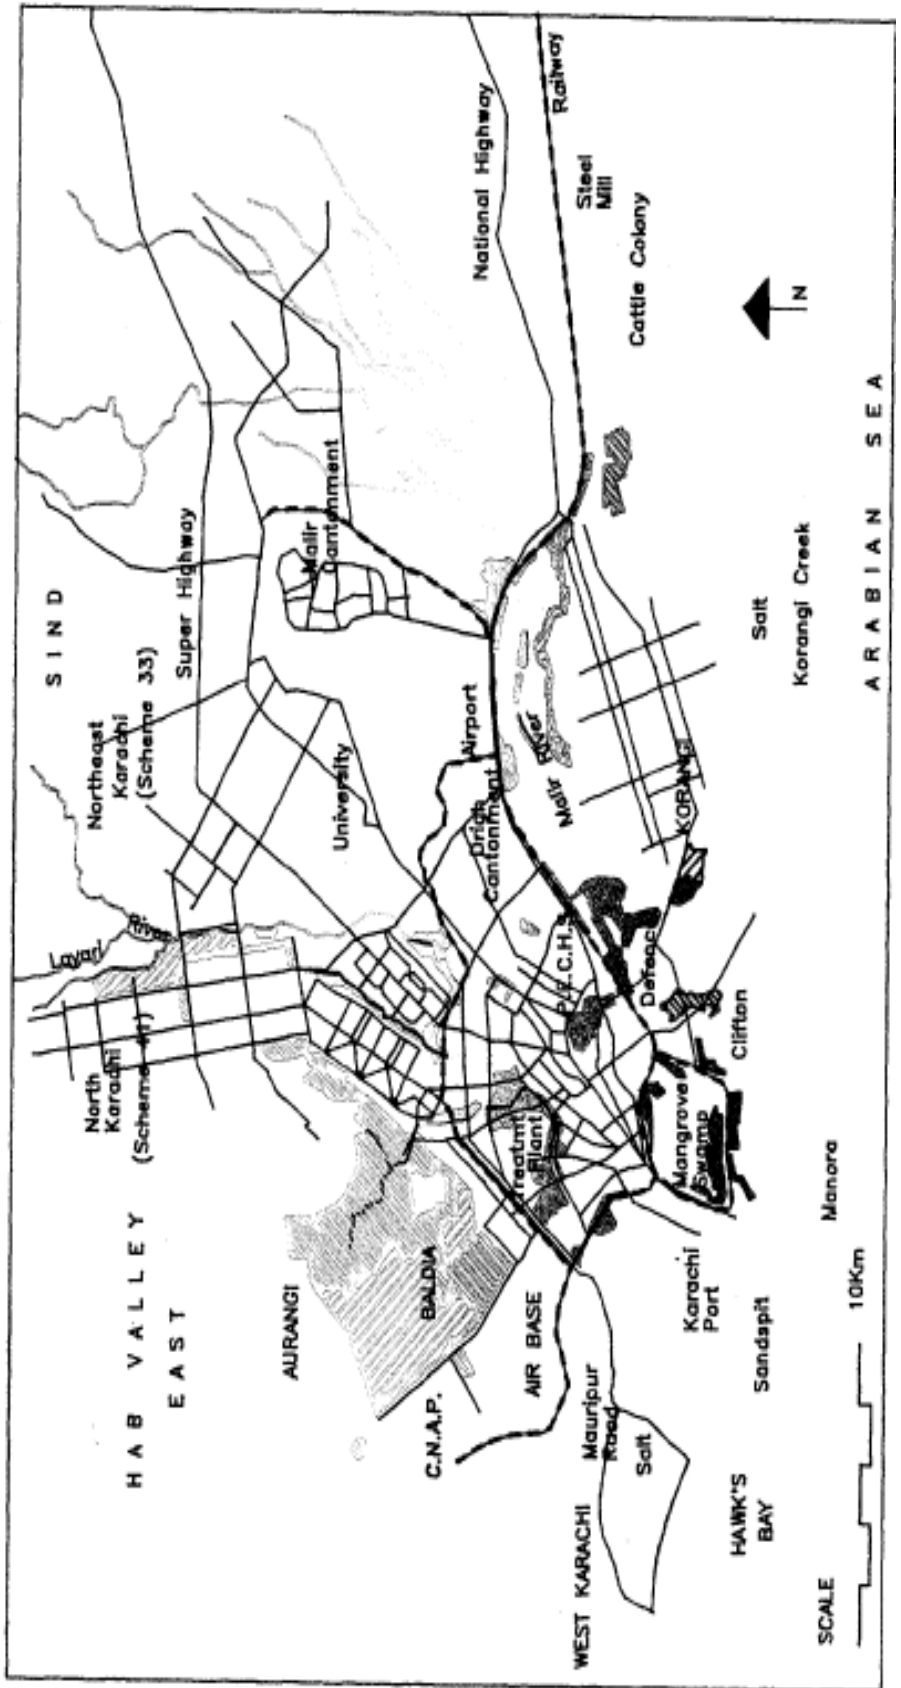 SIND
HAB VALLEY
EAST
Northeast
Karachi
(Scheme 33)
Super Highway
Layari
River
North
Karachi
(Scheme 41)
Malir
Cantonment
University
AURANGI
BALDIA
C.N.A.P.
AIR BASE
Airport
Drigh
Cantonment
Treatmt
Plant
National Highway
Railway
Steel
Mill
Cattle Colony
N
Malir River
KORANGI
P.E.C.H.S
Defence
Clifton
Mangrove
Swamp
Karachi
Port
Mauripur
Road
Salt
WEST KARACHI
HAWK'S
BAY
Sandspit
Manora
Salt
Korangi Creek
ARABIAN SEA
SCALE
10Km